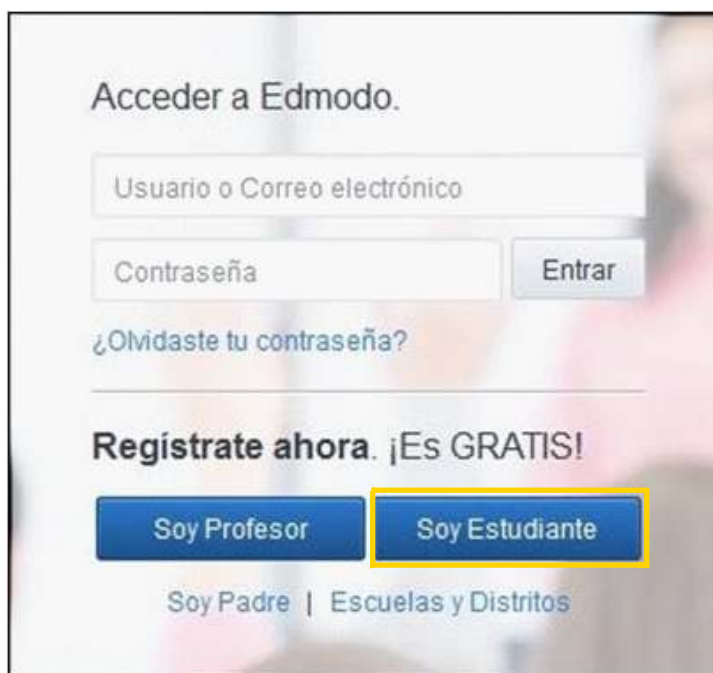 Acceder a Edmodo.
Usuario o Correo electrónico
Contraseña
Entrar
¿Olvidaste tu contraseña?
Regístrate ahora. ¡Es GRATIS!
Soy Profesor
Soy Estudiante
Soy Padre | Escuelas y Distritos